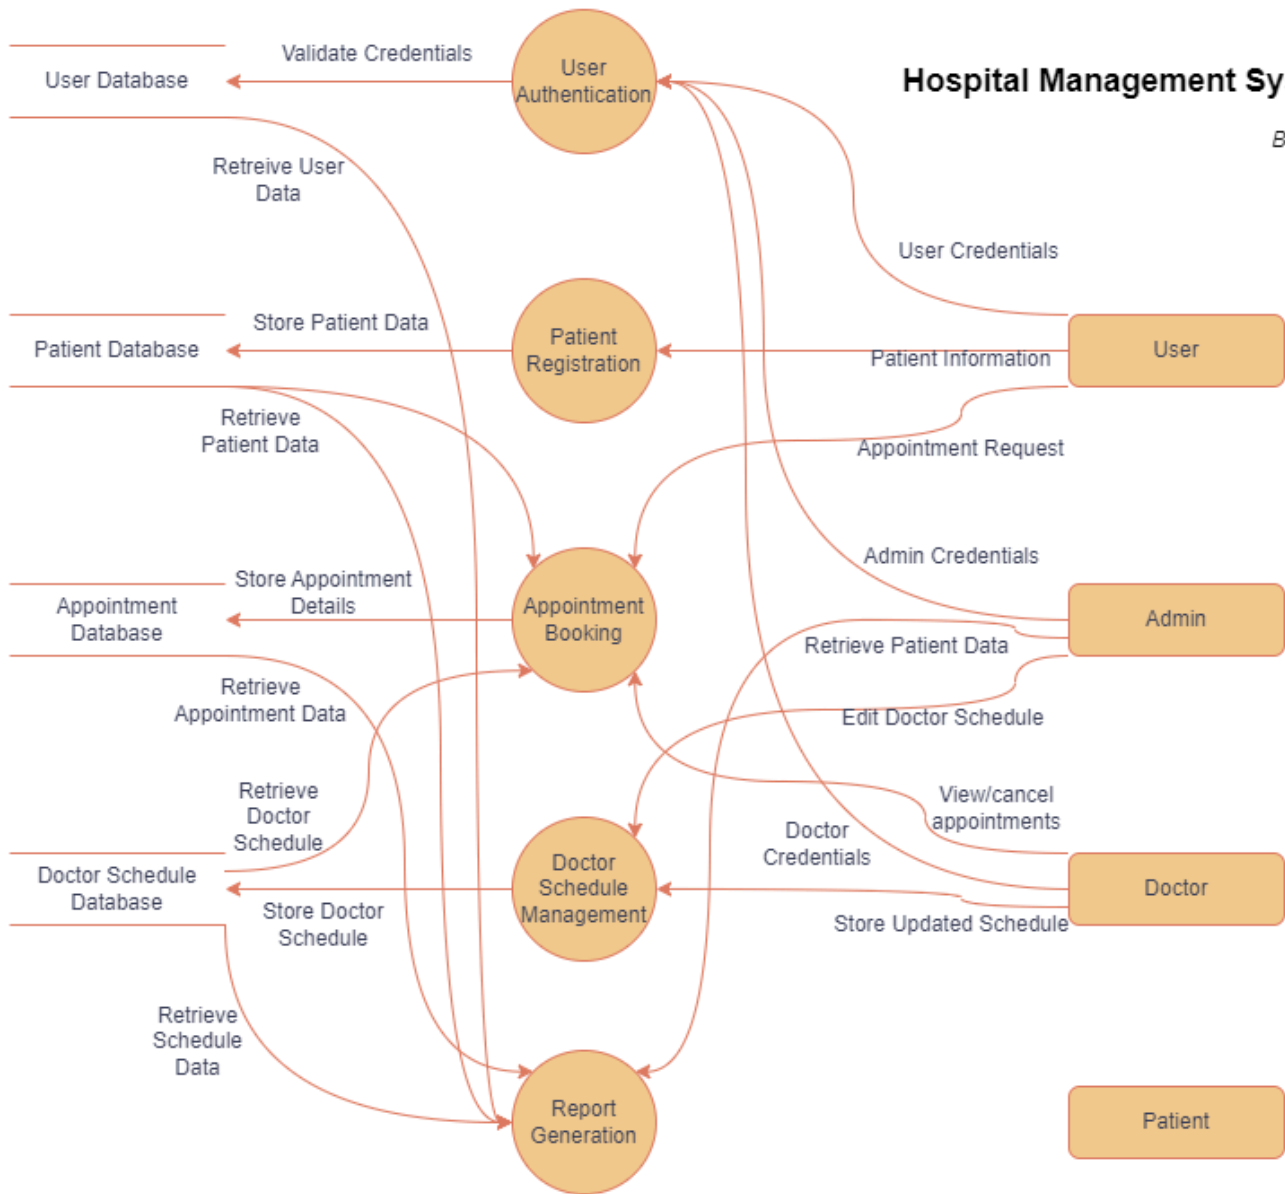 Hospital Management Sy
B
User Database
Validate Credentials
User
Authentication
Retreive User
Data
User Credentials
Patient Database
Store Patient Data
Patient
Registration
Patient Information
User
Retrieve
Patient Data
Appointment Request
Appointment
Database
Store Appointment
Details
Appointment
Booking
Admin Credentials
Admin
Retrieve Patient Data
Retrieve
Appointment Data
Edit Doctor Schedule
Retrieve
Doctor
Schedule
View/cancel
appointments
Doctor
Credentials
Doctor Schedule
Database
Store Doctor
Schedule
Doctor
Schedule
Management
Doctor
Store Updated Schedule
Retrieve
Schedule
Data
Report
Generation
Patient